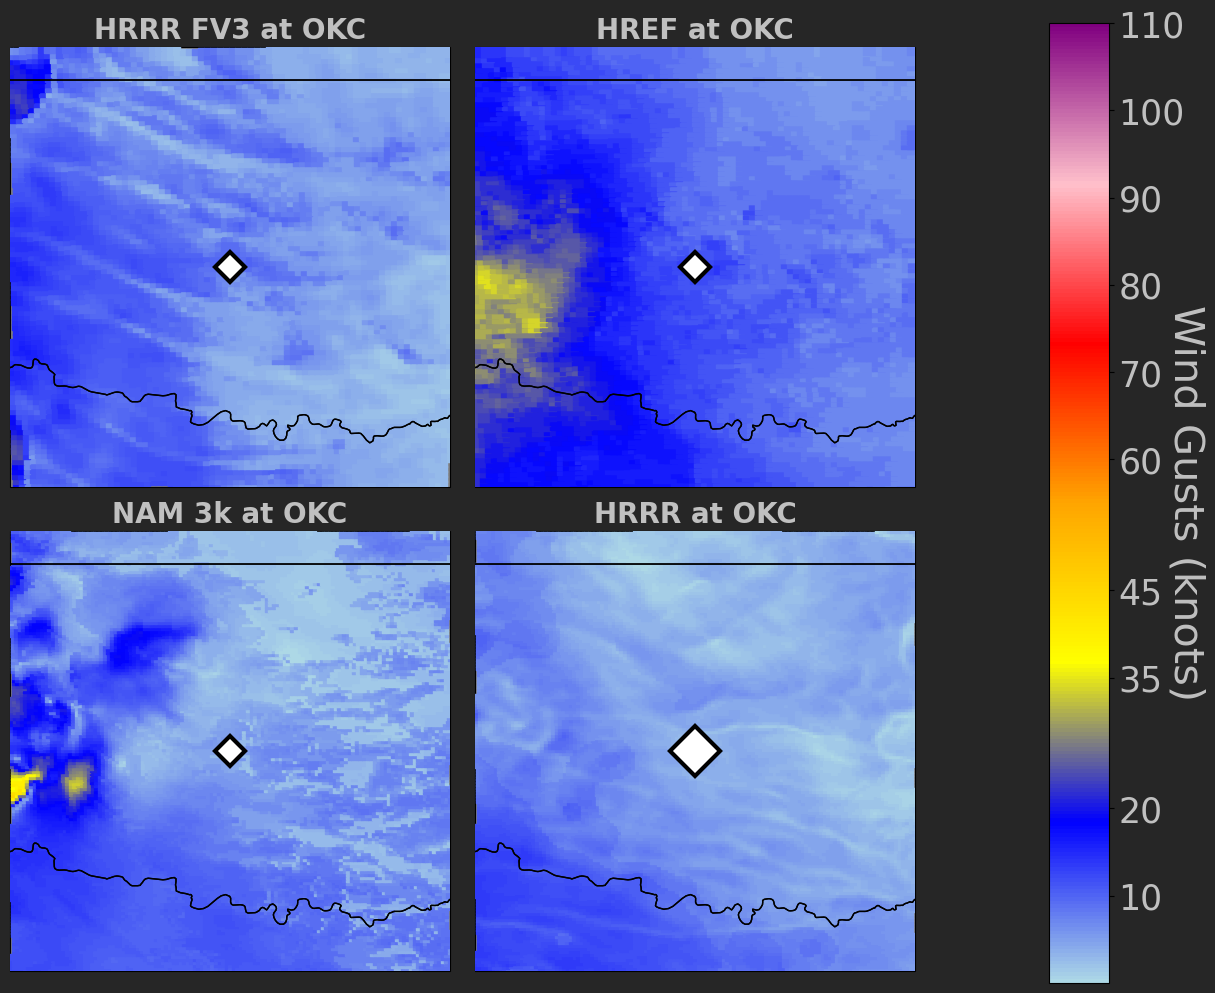 HRRR FV3 at OKC
HREF at OKC
NAM 3k at OKC
HRRR at OKC
110
100
90
80
70
60
45
35
20
10
Wind Gusts (knots)